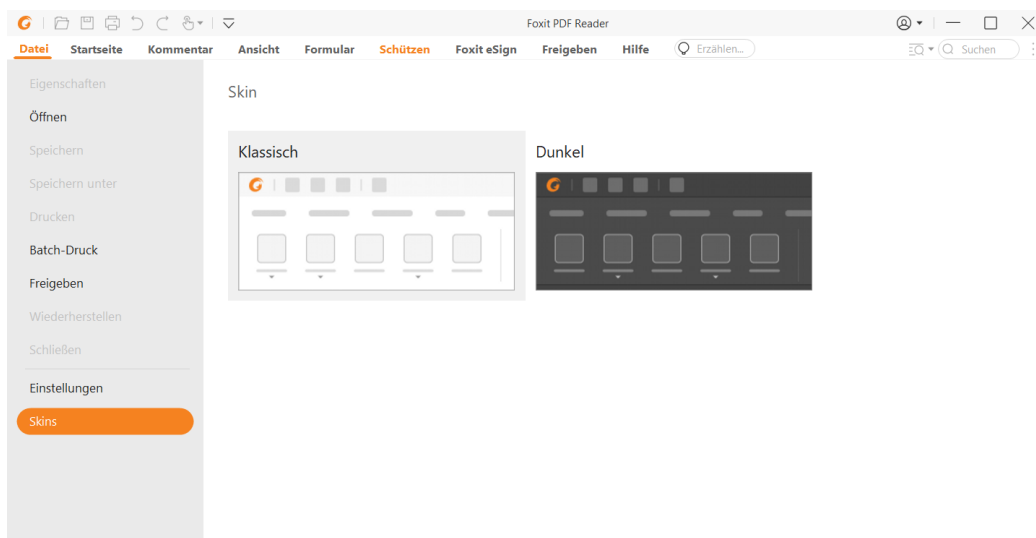 Foxit PDF Reader
Datei Startseite Kommentar Ansicht Formular Schützen Foxit eSign Freigeben Hilfe Erzählen... Suchen
Eigenschaften
Öffnen
Speichern
Speichern unter
Drucken
Batch-Druck
Freigeben
Wiederherstellen
Schließen
Einstellungen
Skins
Skin
Klassisch
Dunkel